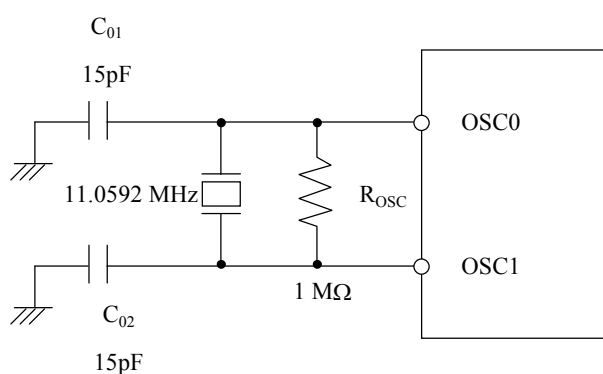 C01
15pF
OSC0
11.0592 MHz
ROSC
OSC1
1 MΩ
C02
15pF